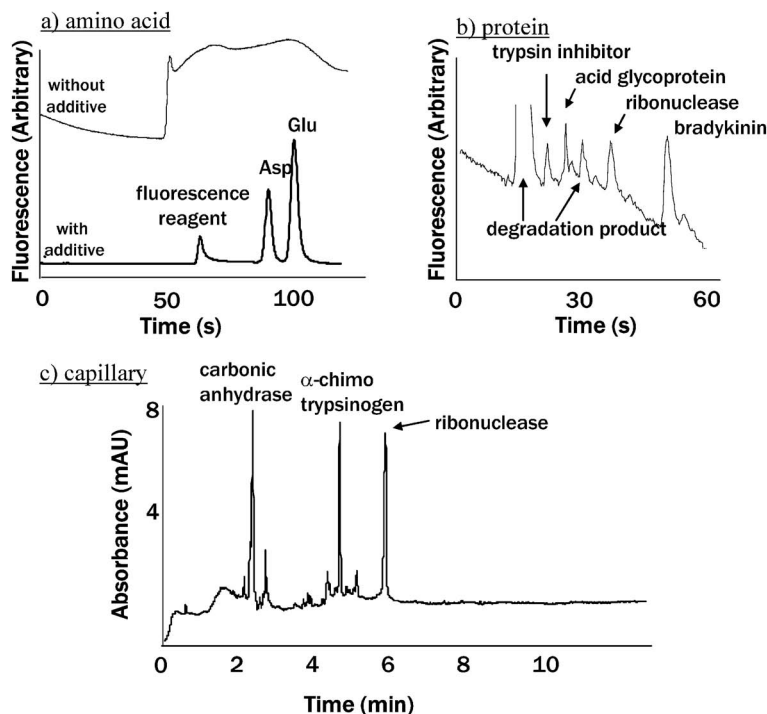 a) amino acid
Fluorescence (Arbitrary)
without
additive
with
additive
fluorescence
reagent
Asp
Glu
0
50
100
Time (s)
b) protein
Fluorescence (Arbitrary)
trypsin inhibitor
acid glycoprotein
ribonuclease
bradykinin
degradation product
0
30
60
Time (s)
c) capillary
Absorbance (mAU)
8
4
carbonic
anhydrase
α-chimo
trypsinogen
ribonuclease
0
2
4
6
8
10
Time (min)